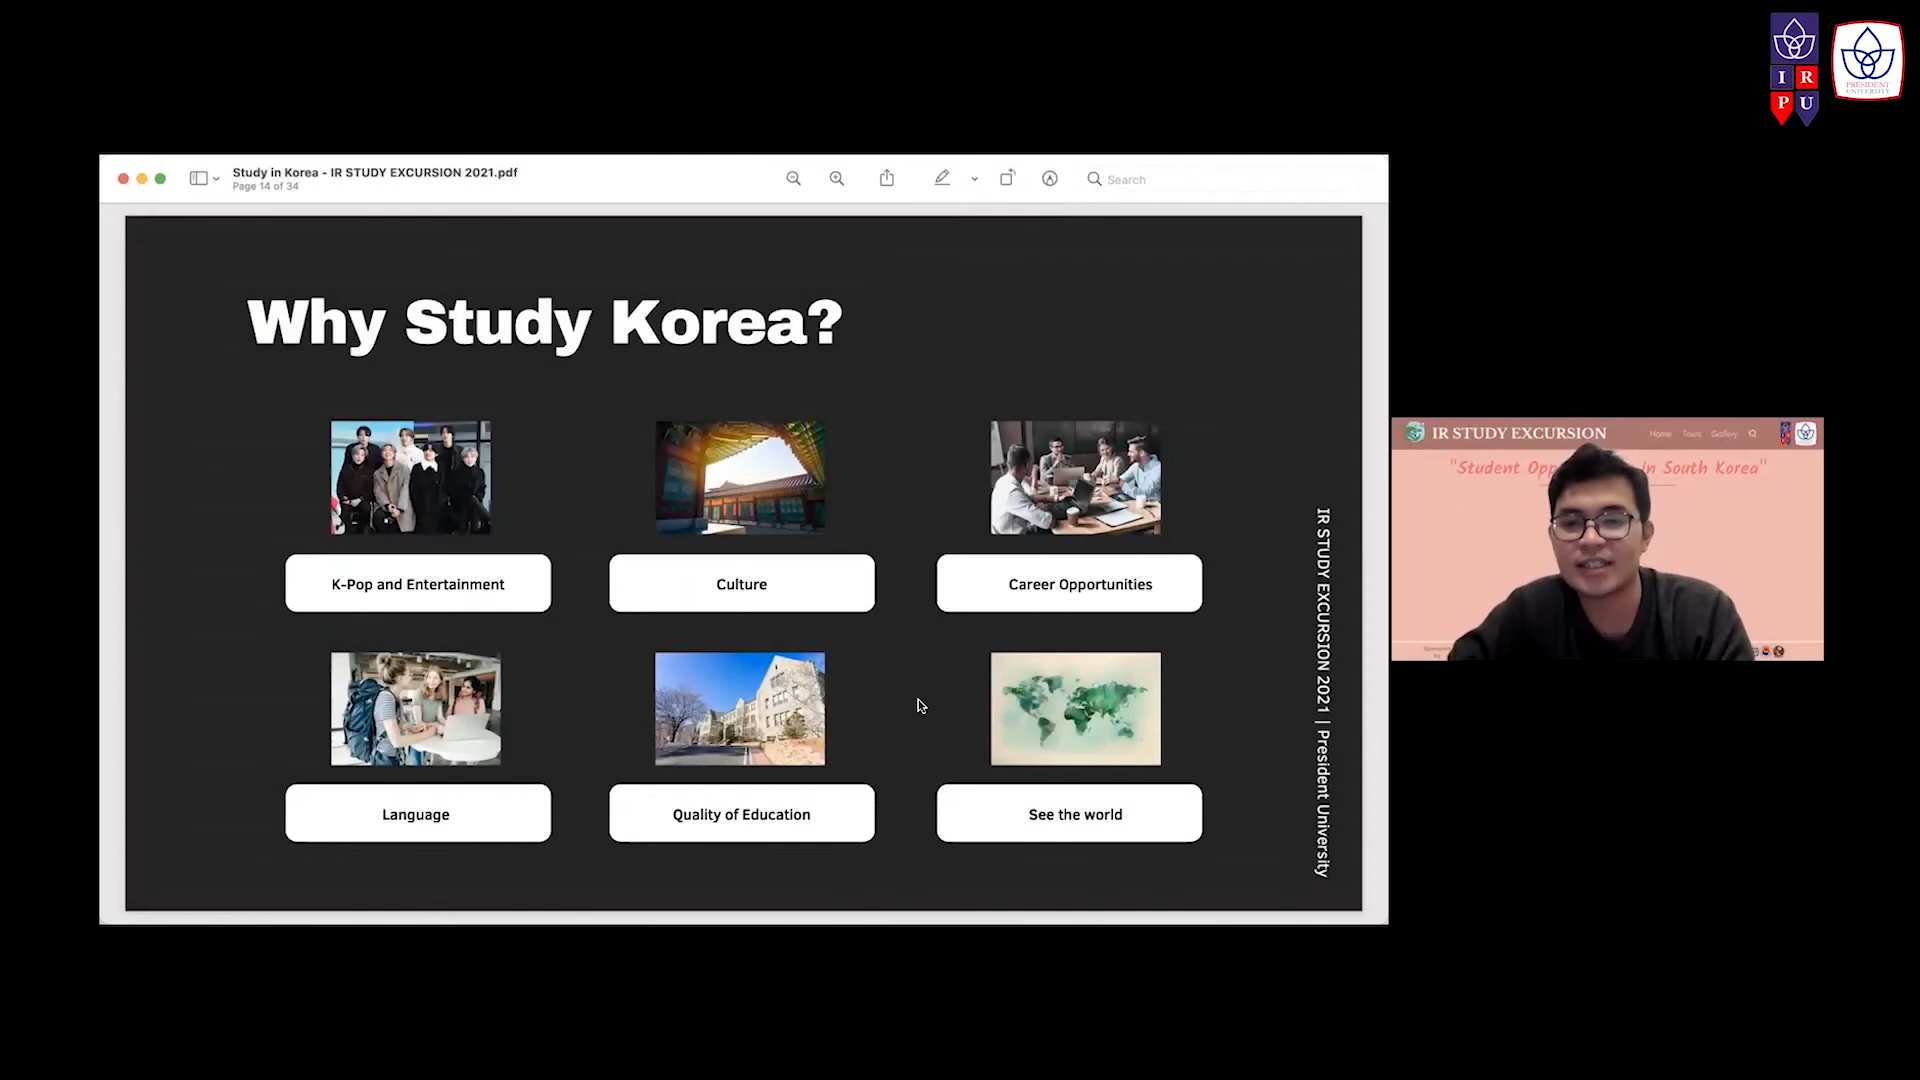 I R
P U
PRESIDENT
UNIVERSITY
Study in Korea - IR STUDY EXCURSION 2021.pdf
Page 14 of 34
Search
Why Study Korea?
K-Pop and Entertainment
Culture
Career Opportunities
Language
Quality of Education
See the world
IR STUDY EXCURSION 2021 | President University
IR STUDY EXCURSION
Home Tours Gallery
"Student Opp in South Korea"